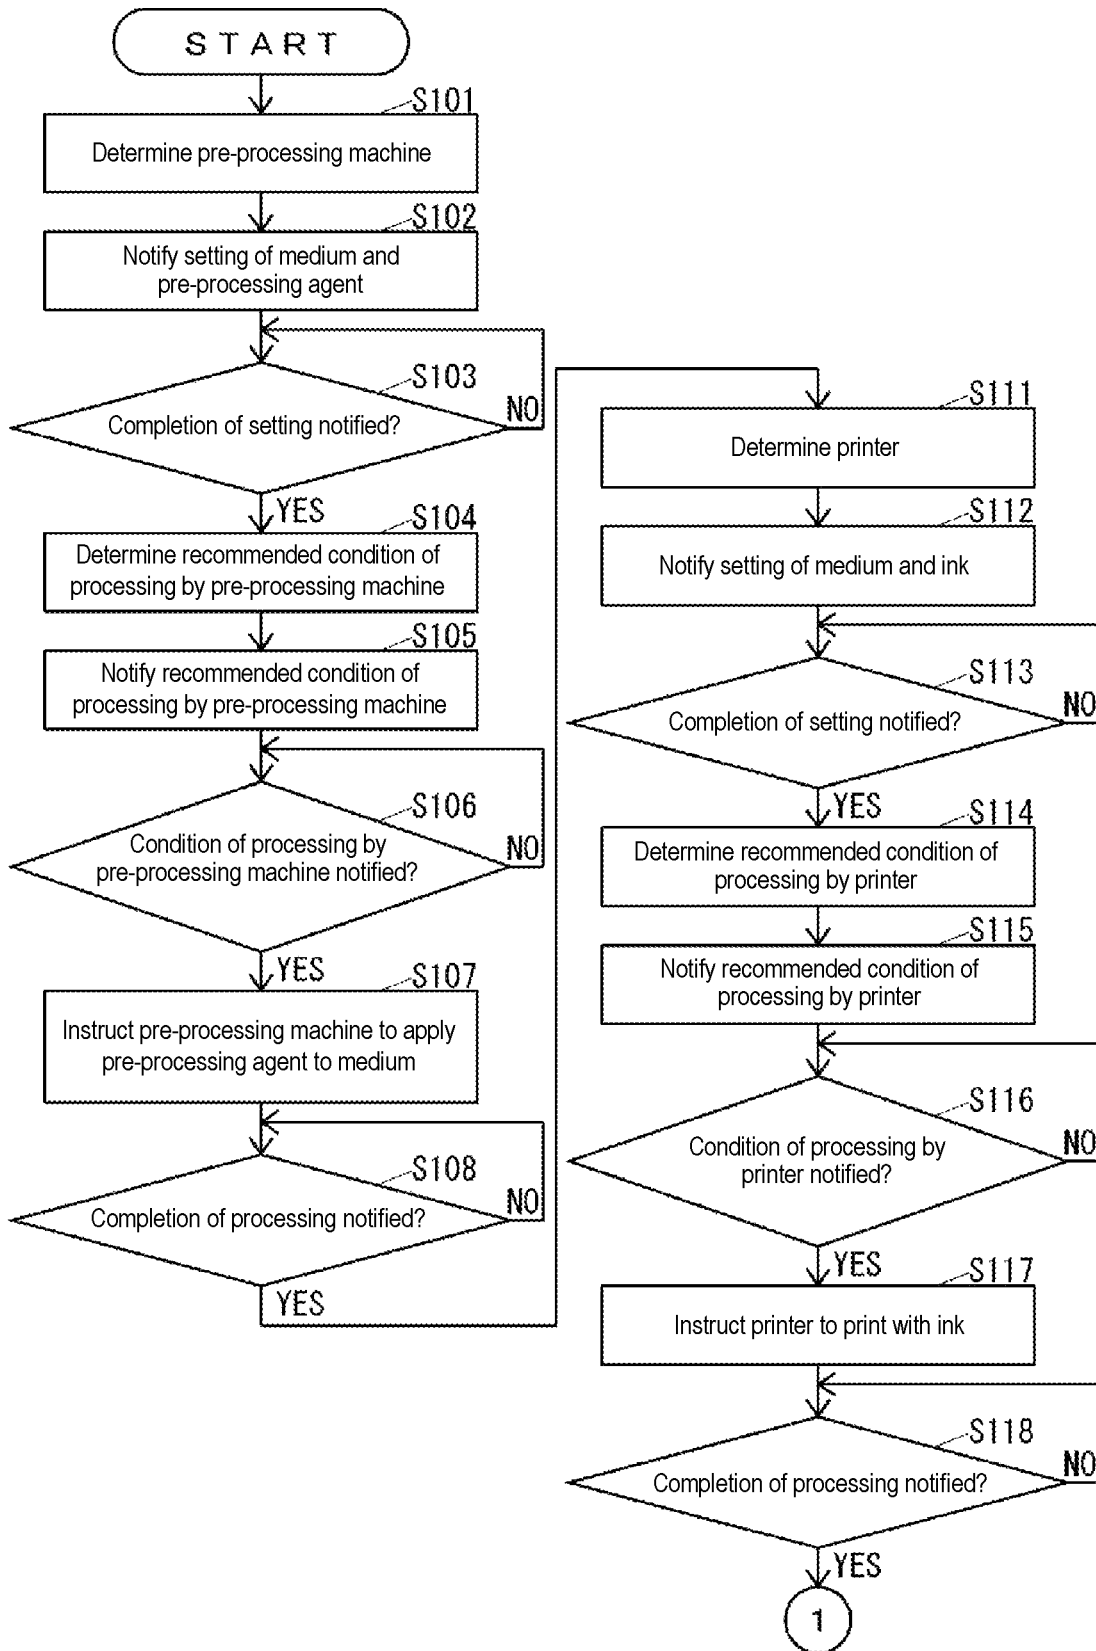 START
S101
Determine pre-processing machine
S102
Notify setting of medium and
pre-processing agent
S103
Completion of setting notified?
NO
YES
S104
Determine recommended condition of
processing by pre-processing machine
S105
Notify recommended condition of
processing by pre-processing machine
S106
Condition of processing by
pre-processing machine notified?
NO
YES
S107
Instruct pre-processing machine to apply
pre-processing agent to medium
S108
Completion of processing notified?
NO
YES
S111
Determine printer
S112
Notify setting of medium and ink
S113
Completion of setting notified?
NO
YES
S114
Determine recommended condition of
processing by printer
S115
Notify recommended condition of
processing by printer
S116
Condition of processing by
printer notified?
NO
YES
S117
Instruct printer to print with ink
S118
Completion of processing notified?
NO
YES
1